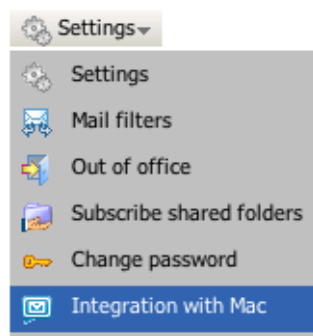 Settings
Settings
Mail filters
Out of office
Subscribe shared folders
Change password
Integration with Mac